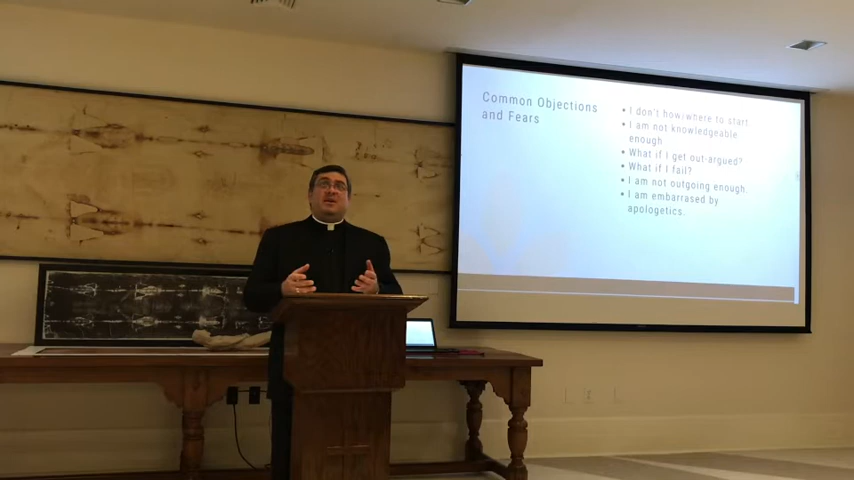 Common Objections
and Fears
• I don't how/where to start.
• I am not knowledgeable
enough
• What if I get out-argued?
• What if I fail?
• I am not outgoing enough.
• I am embarrased by
apologetics.